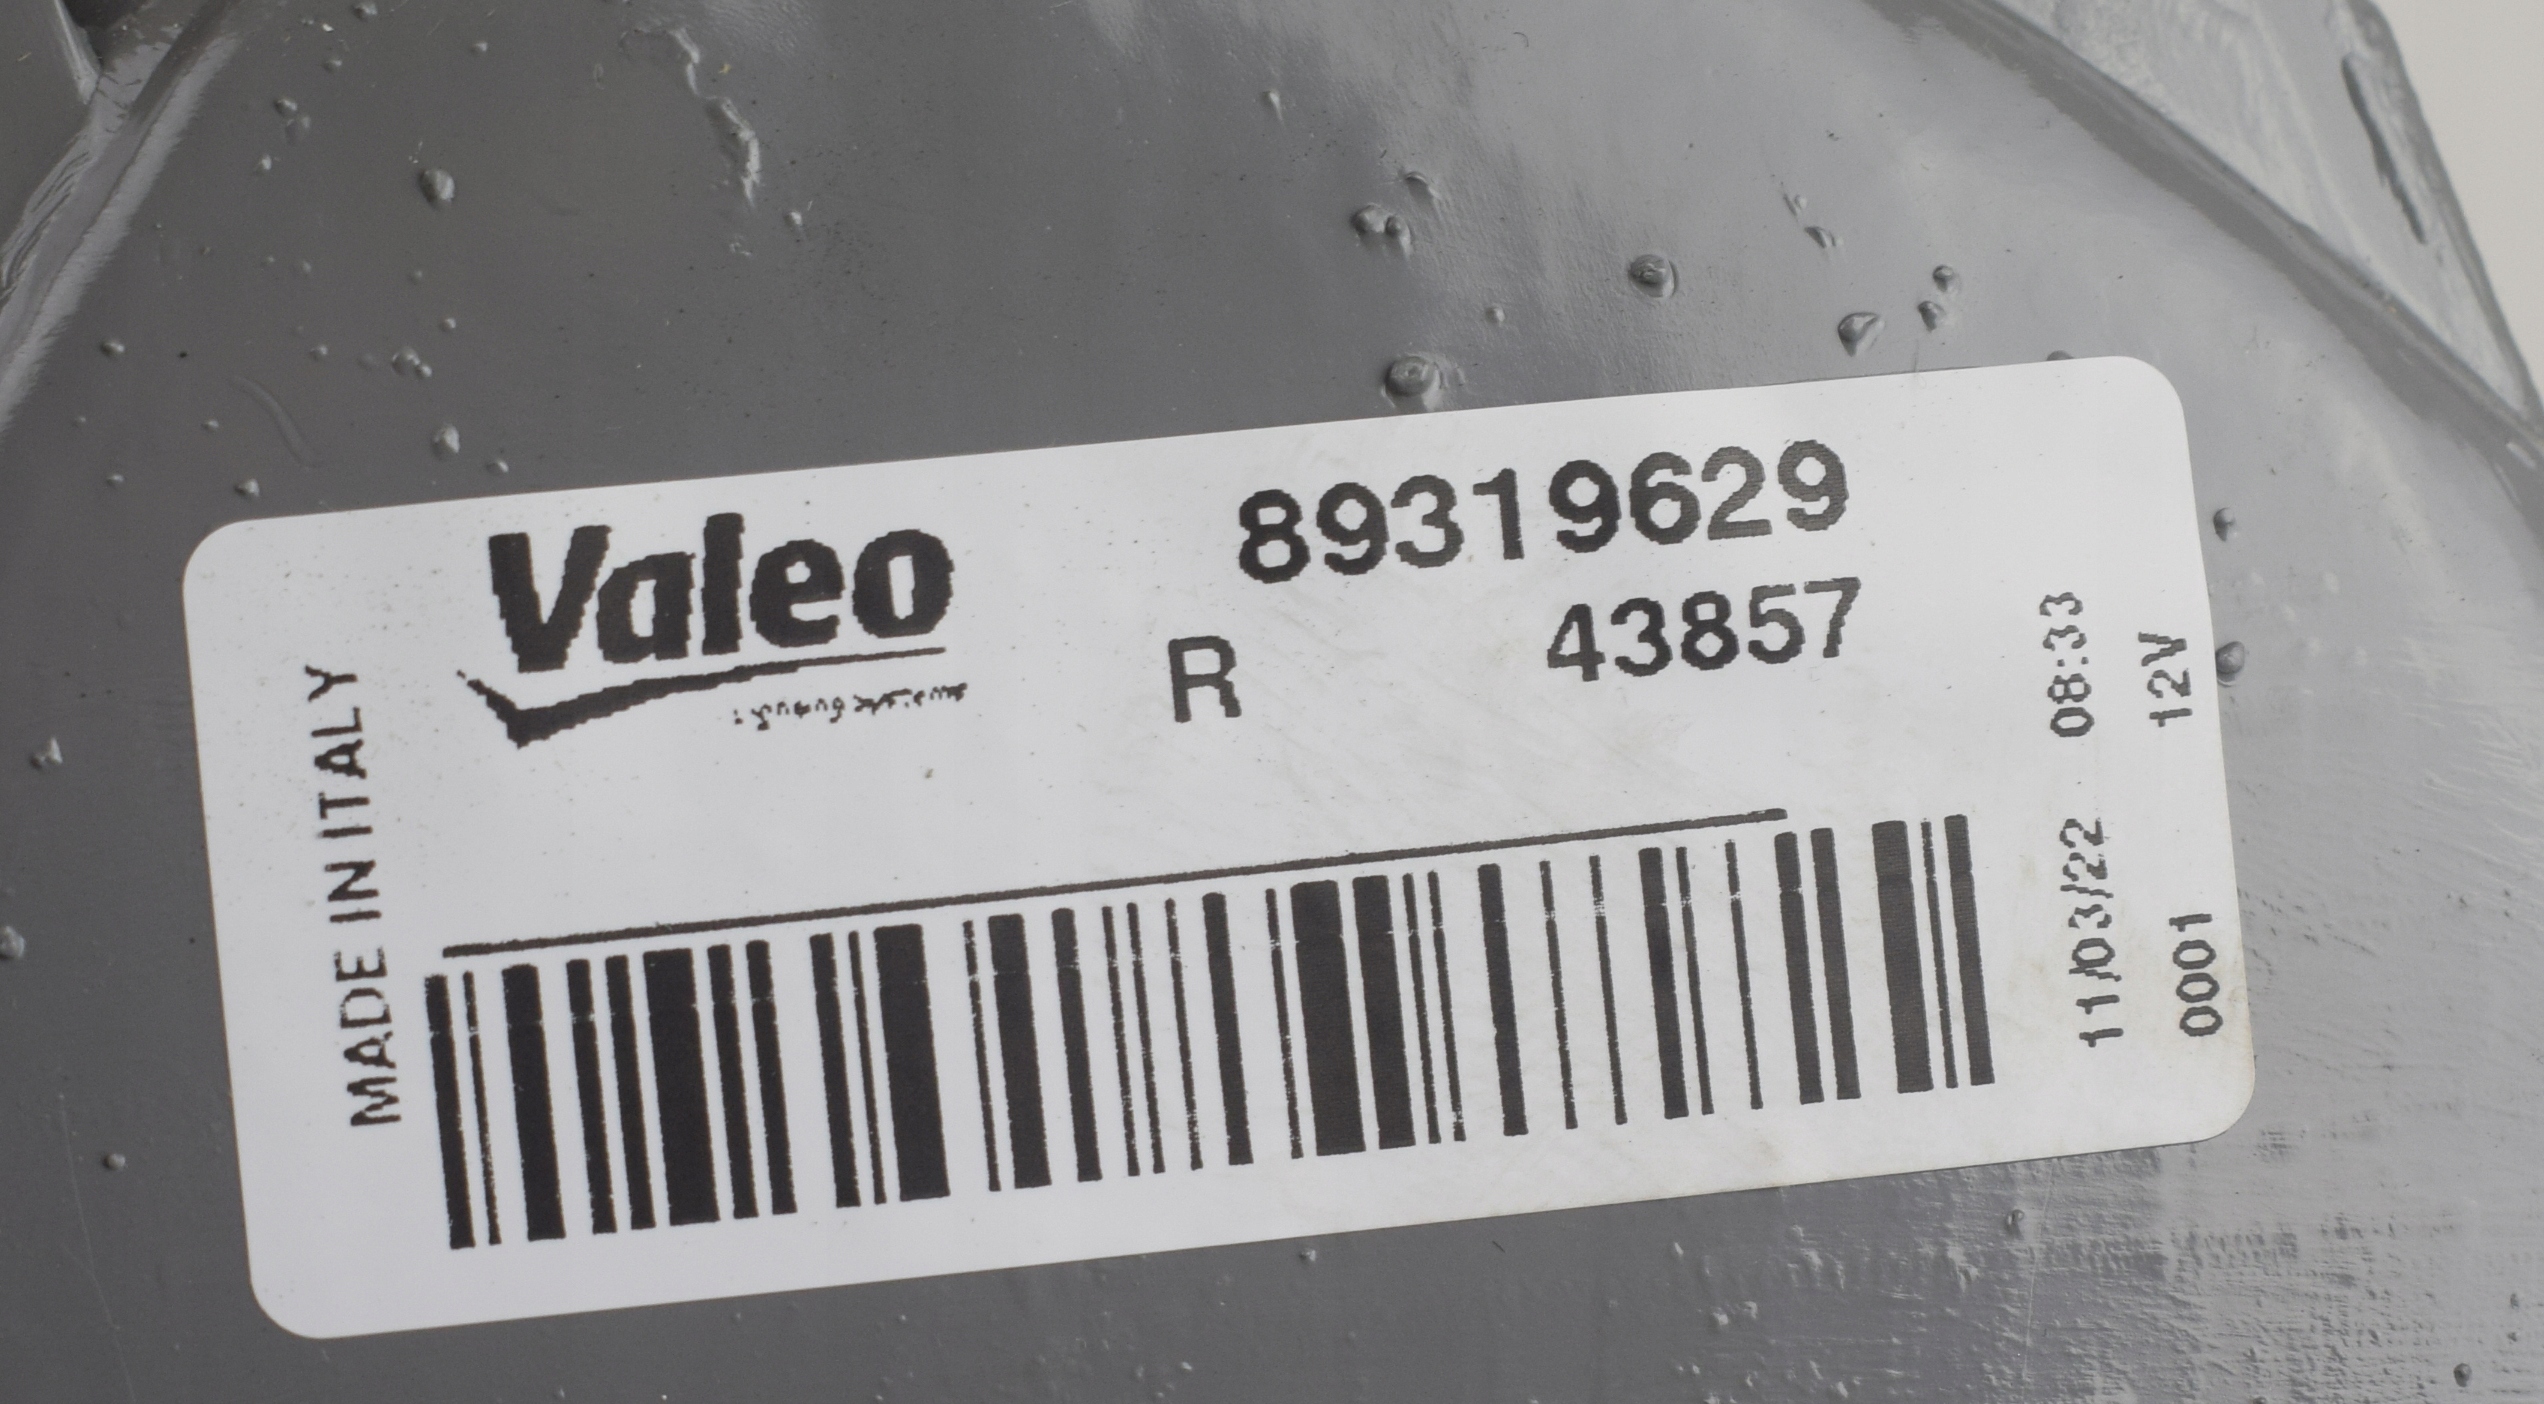 Valeo
89319629
R 43857
MADE IN ITALY
11/03/22 08:33
0001 12V